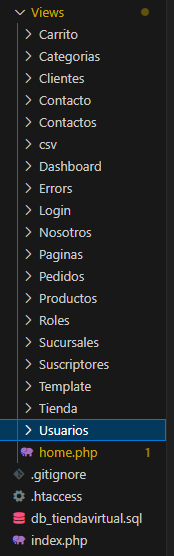 Views
Carrito
Categorias
Clientes
Contacto
Contactos
csv
Dashboard
Errors
Login
Nosotros
Paginas
Pedidos
Productos
Roles
Sucursales
Suscriptores
Template
Tienda
Usuarios
home.php 1
.gitignore
.htaccess
db_tiendavirtual.sql
index.php